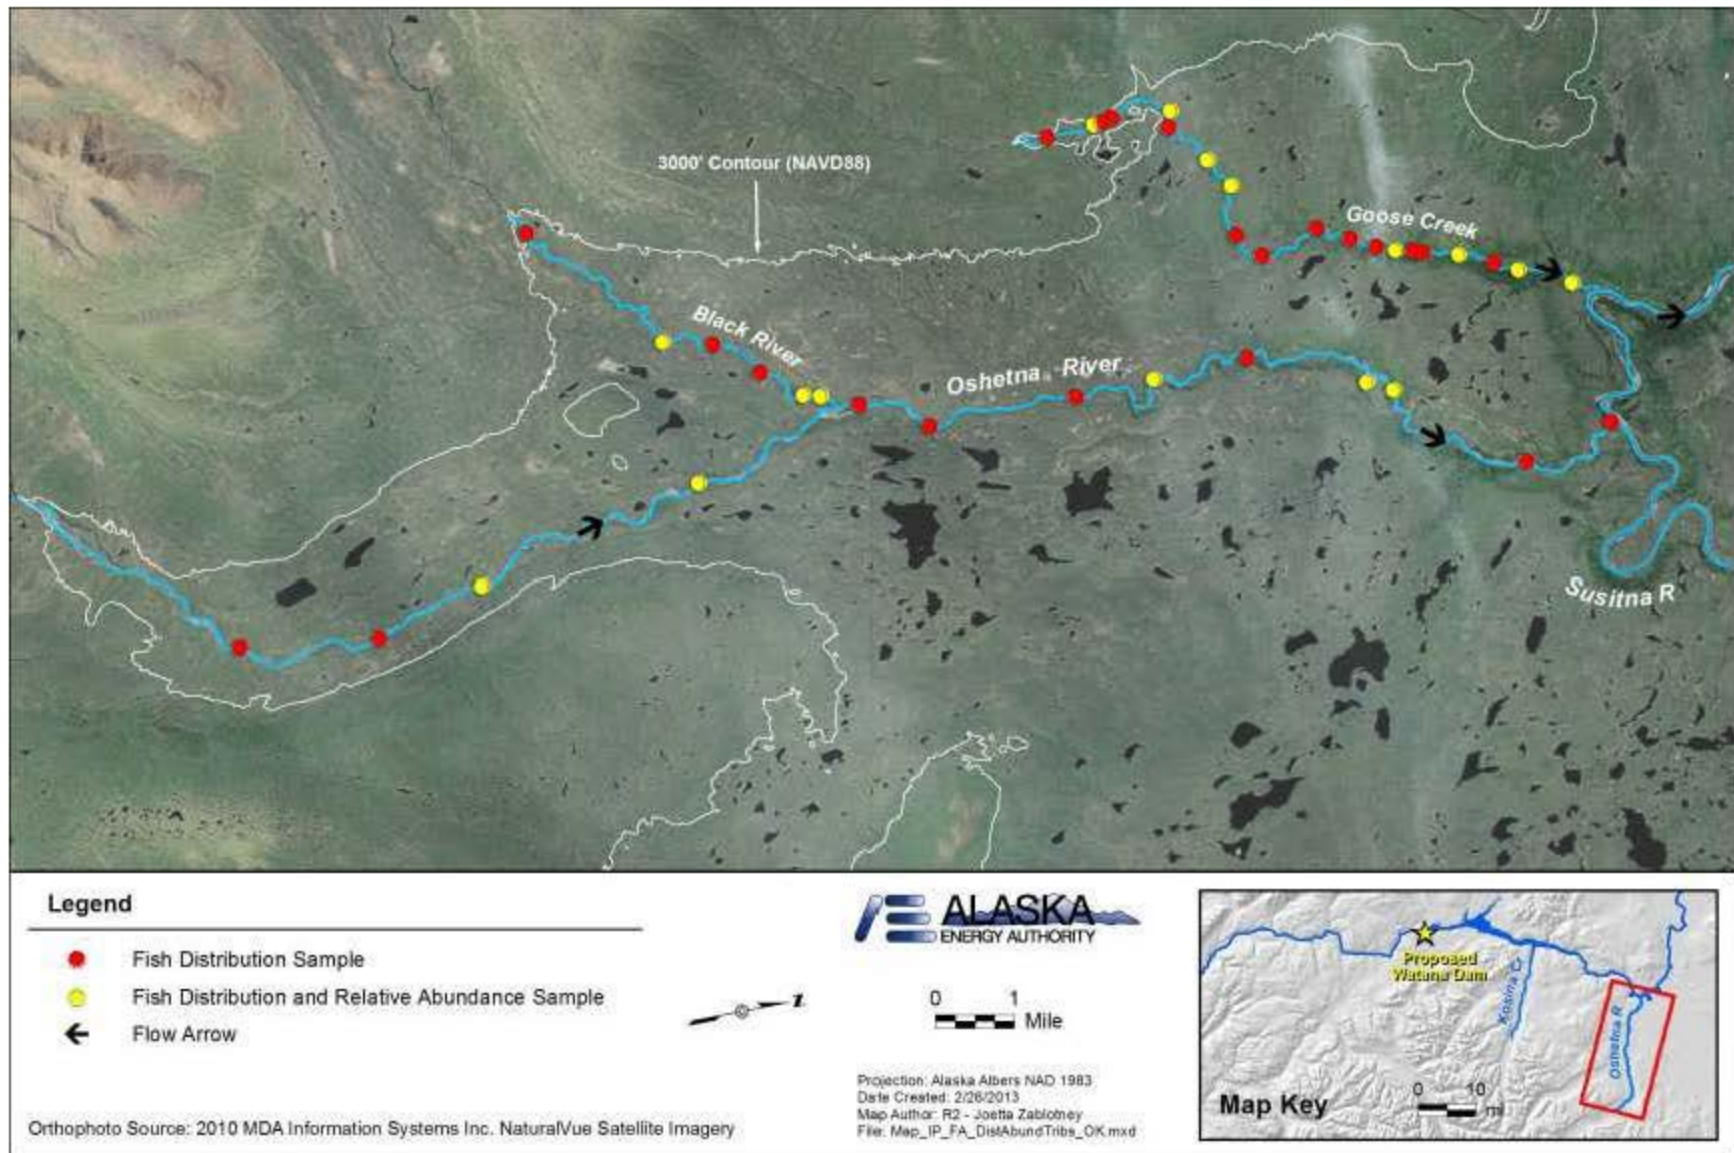 3000' Contour (NAVD88)
Goose Creek
Black River
Oshetna River
Susitna R
Legend
Fish Distribution Sample
Fish Distribution and Relative Abundance Sample
Flow Arrow
Orthophoto Source: 2010 MDA Information Systems Inc. NaturalVue Satellite Imagery
Z
ALASKA
ENERGY AUTHORITY
0 1
Mile
Projection: Alaska Albers NAD 1983
Date Created: 2/26/2013
Map Author: R2 - Joetta Zablotney
File: Map_IP_FA_DistAbundTribs_OK.mxd
Proposed
Watana Dam
Kosina Cr
Oshetna R
0 10
mi
Map Key